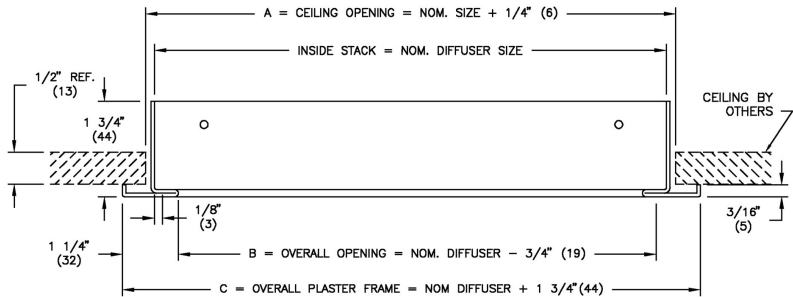 A = CEILING OPENING = NOM. SIZE + 1/4" (6)
INSIDE STACK = NOM. DIFFUSER SIZE
1/2" REF.
(13)
1 3/4"
(44)
CEILING BY
OTHERS
1/8"
(3)
3/16"
(5)
1 1/4"
(32)
B = OVERALL OPENING = NOM. DIFFUSER – 3/4" (19)
C = OVERALL PLASTER FRAME = NOM DIFFUSER + 1 3/4"(44)